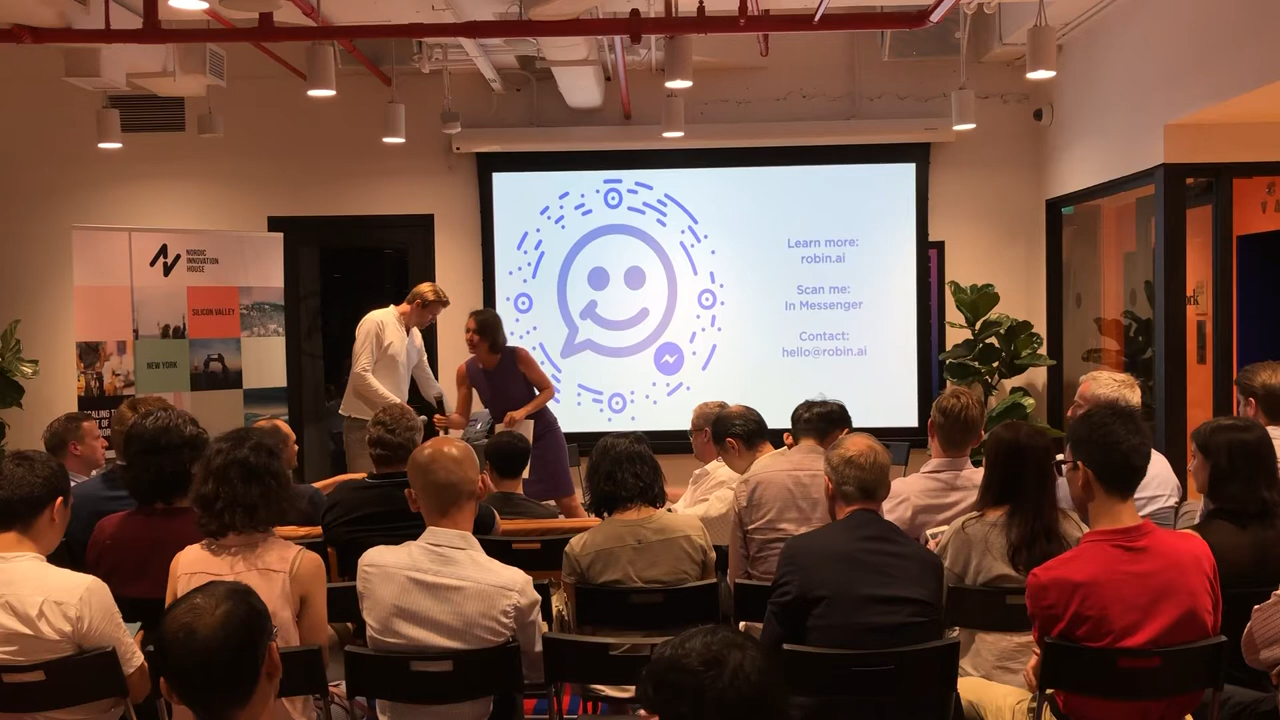 NORDIC
INNOVATION
HOUSE
SILICON VALLEY
NEW YORK
Learn more:
robin.ai
Scan me:
In Messenger
Contact:
hello@robin.ai